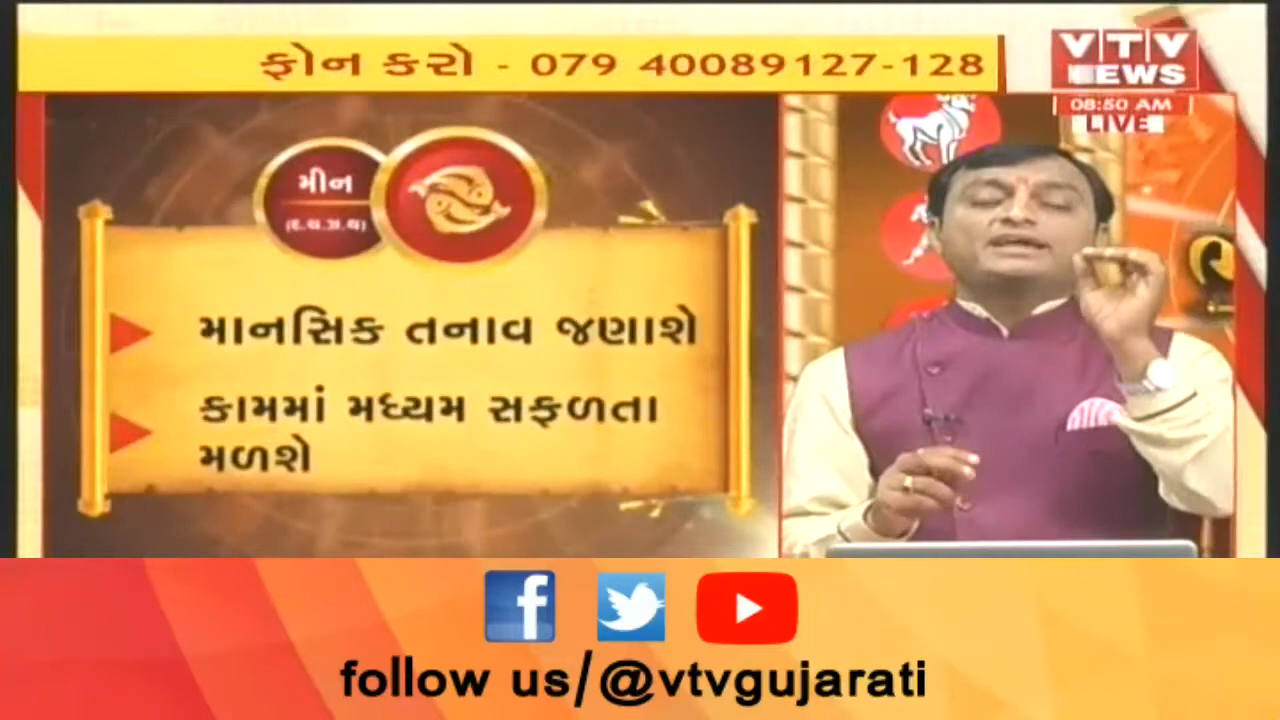 ફોન કરો - 079 40089127-128
VTV
NEWS
08:50 AM
LIVE
મીન
(દ.ચ.ઝ.થ)
માનસિક તનાવ જણાશે
કામમાં મધ્યમ સફળતા
મળશે
follow us/@vtvgujarati